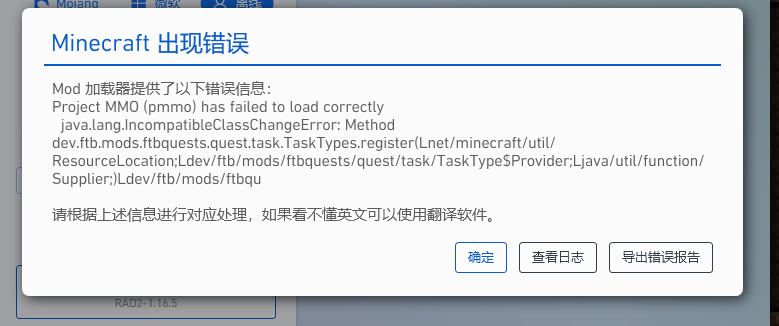 Mojang 微软 离线
Minecraft 出现错误
Mod 加载器提供了以下错误信息：
Project MMO (pmmo) has failed to load correctly
java.lang.IncompatibleClassChangeError: Method
dev.ftb.mods.ftbquests.quest.task.TaskTypes.register(Lnet/minecraft/util/
ResourceLocation;Ldev/ftb/mods/ftbquests/quest/task/TaskType$Provider;Ljava/util/function/
Supplier;)Ldev/ftb/mods/ftbqu
请根据上述信息进行对应处理，如果看不懂英文可以使用翻译软件。
确定 查看日志 导出错误报告
RAD2-1.16.5